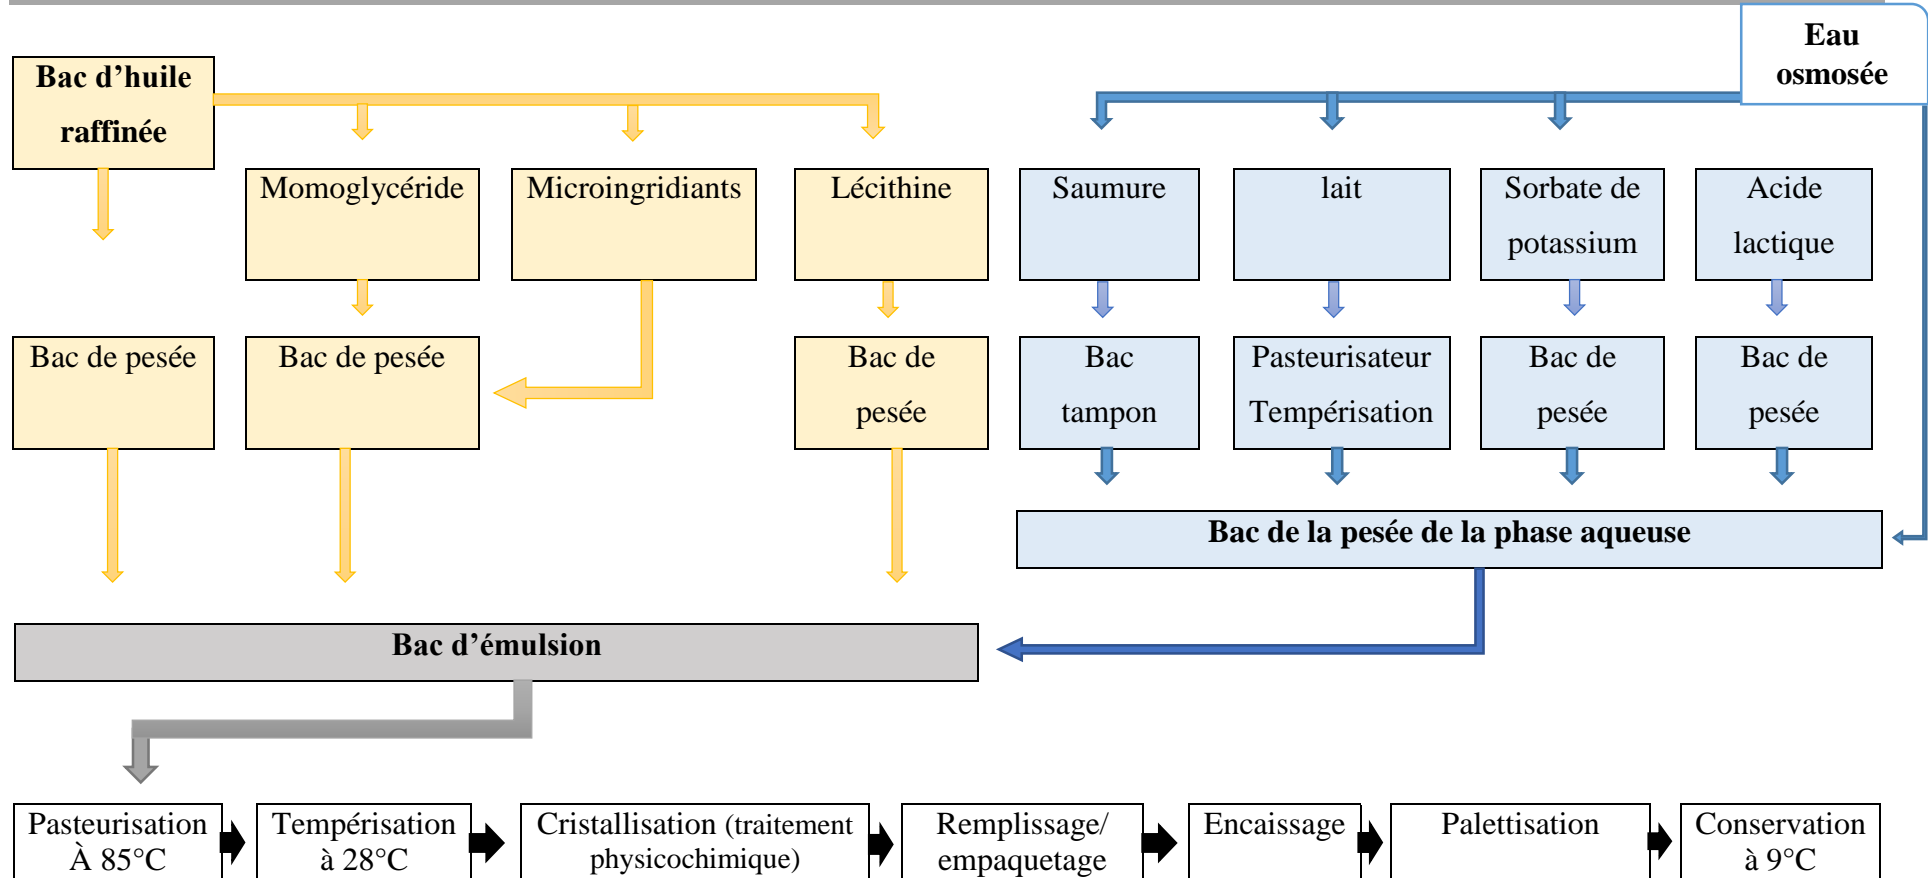 Eau
osmosée
Bac d’huile
raffinée
Momoglycéride
Microingridiants
Lécithine
Saumure
lait
Sorbate de
potassium
Acide
lactique
Bac de pesée
Bac de pesée
Bac de
pesée
Bac
tampon
Pasteurisateur
Tempérisation
Bac de
pesée
Bac de
pesée
Bac de la pesée de la phase aqueuse
Bac d’émulsion
Pasteurisation
À 85°C
Tempérisation
à 28°C
Cristallisation (traitement
physicochimique)
Remplissage/
empaquetage
Encaissage
Palettisation
Conservation
à 9°C